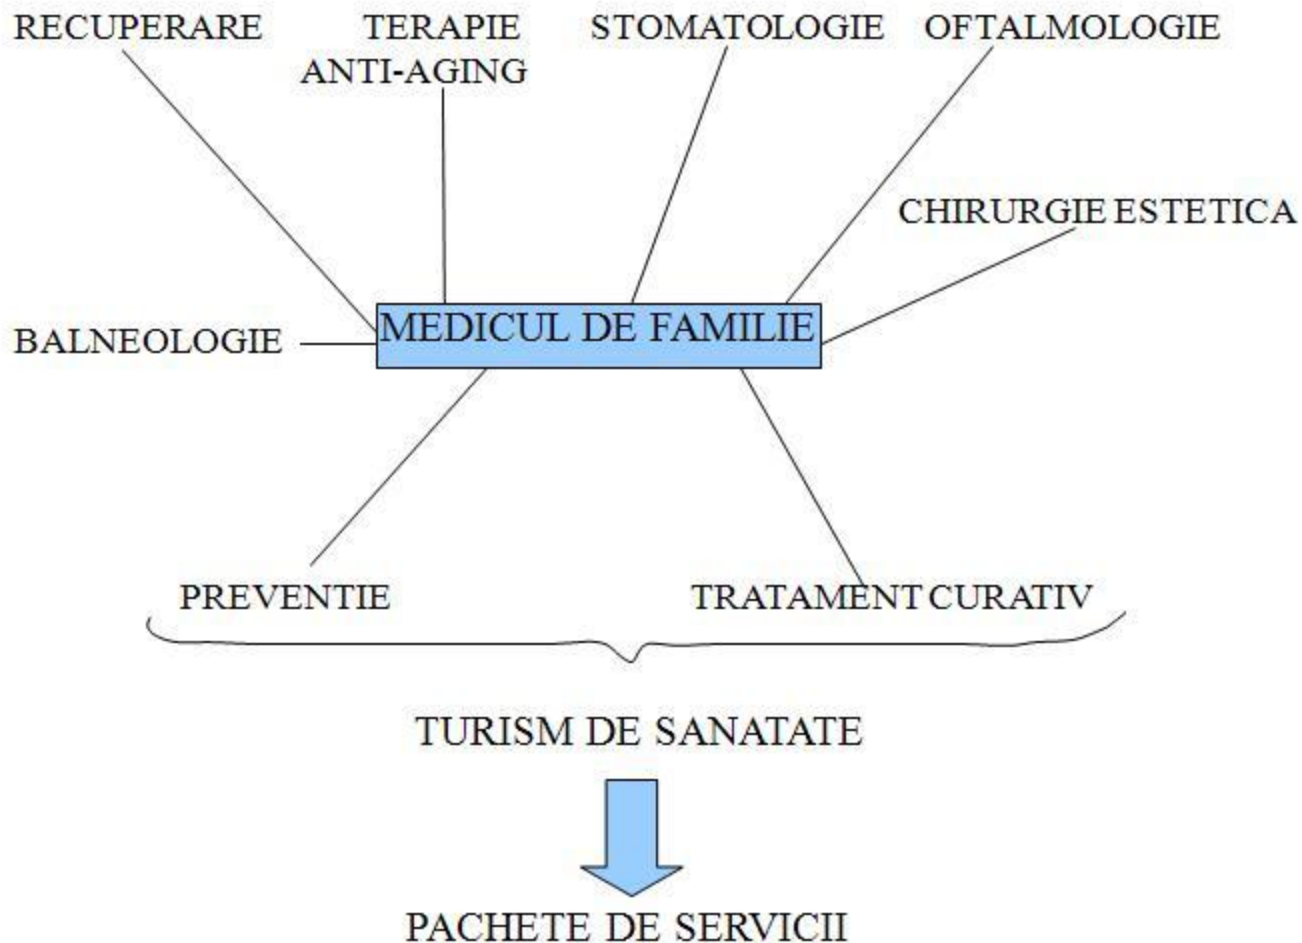 RECUPERARE
TERAPIE
ANTI-AGING
STOMATOLOGIE
OFTALMOLOGIE
CHIRURGIE ESTETICA
BALNEOLOGIE
MEDICUL DE FAMILIE
PREVENTIE
TRATAMENT CURATIV
TURISM DE SANATATE
PACHETE DE SERVICII